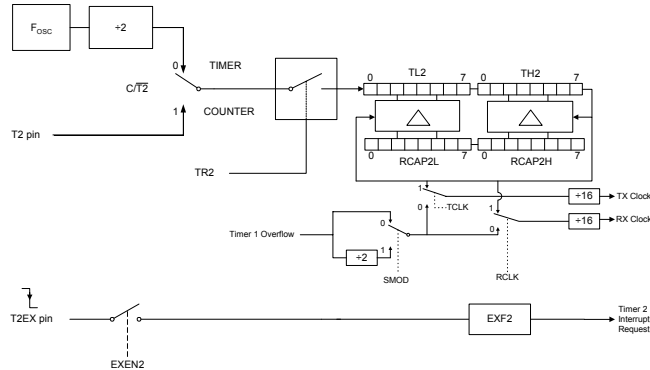 FOSC
÷2
0
TIMER
C/T2
1
COUNTER
T2 pin
TR2
TL2
TH2
0
7
0
7
0
7
0
7
RCAP2L
RCAP2H
1
TCLK
0
÷16
TX Clock
1
0
÷16
RX Clock
Timer 1 Overflow
0
1
÷2
SMOD
RCLK
T2EX pin
EXEN2
EXF2
Timer 2
Interrupt
Request